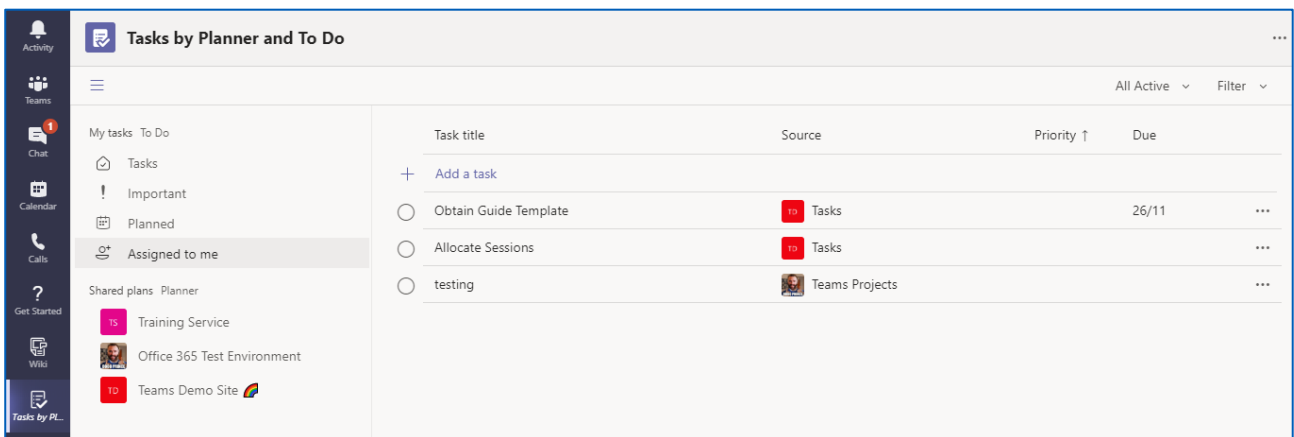 Activity
Teams
1
Chat
Calendar
Calls
Get Started
Wiki
Tasks by Pl...
Tasks by Planner and To Do
All Active
Filter
My tasks To Do
Tasks
Important
Planned
Assigned to me
Shared plans Planner
TS Training Service
Office 365 Test Environment
TD Teams Demo Site 🌈
Task title Source Priority ↑ Due
+ Add a task
Obtain Guide Template TD Tasks 26/11
Allocate Sessions TD Tasks
testing Teams Projects